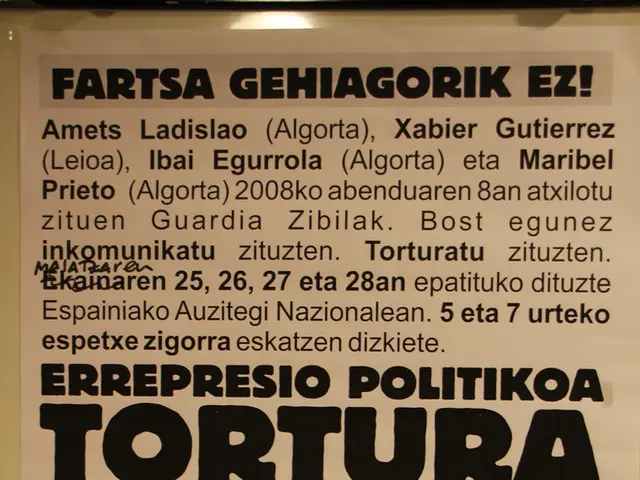 FARTSA GEHIAGORIK EZ!
Amets Ladislao (Algorta), Xabier Gutierrez
(Leioa), Ibai Egurrola (Algorta) eta Maribel
Prieto (Algorta) 2008ko abenduaren 8an atxilotu
zituen Guardia Zibilak. Bost egunez
inkomunikatu zituzten. Torturatu zituzten.
MAIATZAREN
Ekainaren 25, 26, 27 eta 28an epatituko dituzte
Espainiako Auzitegi Nazionalean. 5 eta 7 urteko
espetxe zigorra eskatzen dizkiete.
ERREPRESIO POLITIKOA
TORTURA